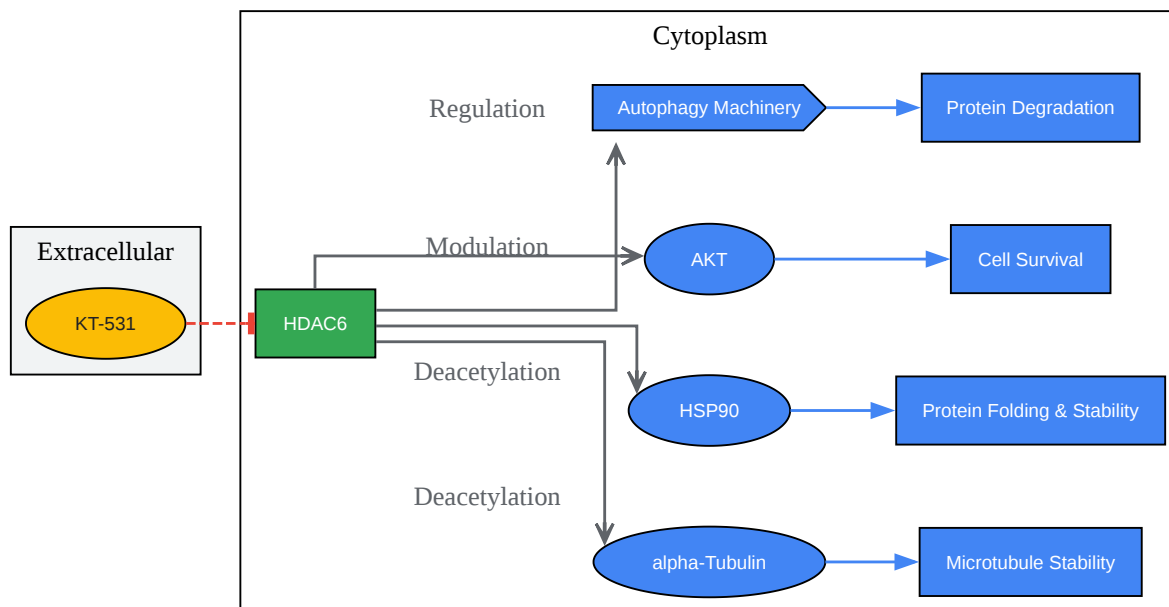 Cytoplasm
Regulation
Autophagy Machinery
Protein Degradation
Extracellular
KT-531
Modulation
AKT
Cell Survival
HDAC6
Deacetylation
HSP90
Protein Folding & Stability
Deacetylation
alpha-Tubulin
Microtubule Stability